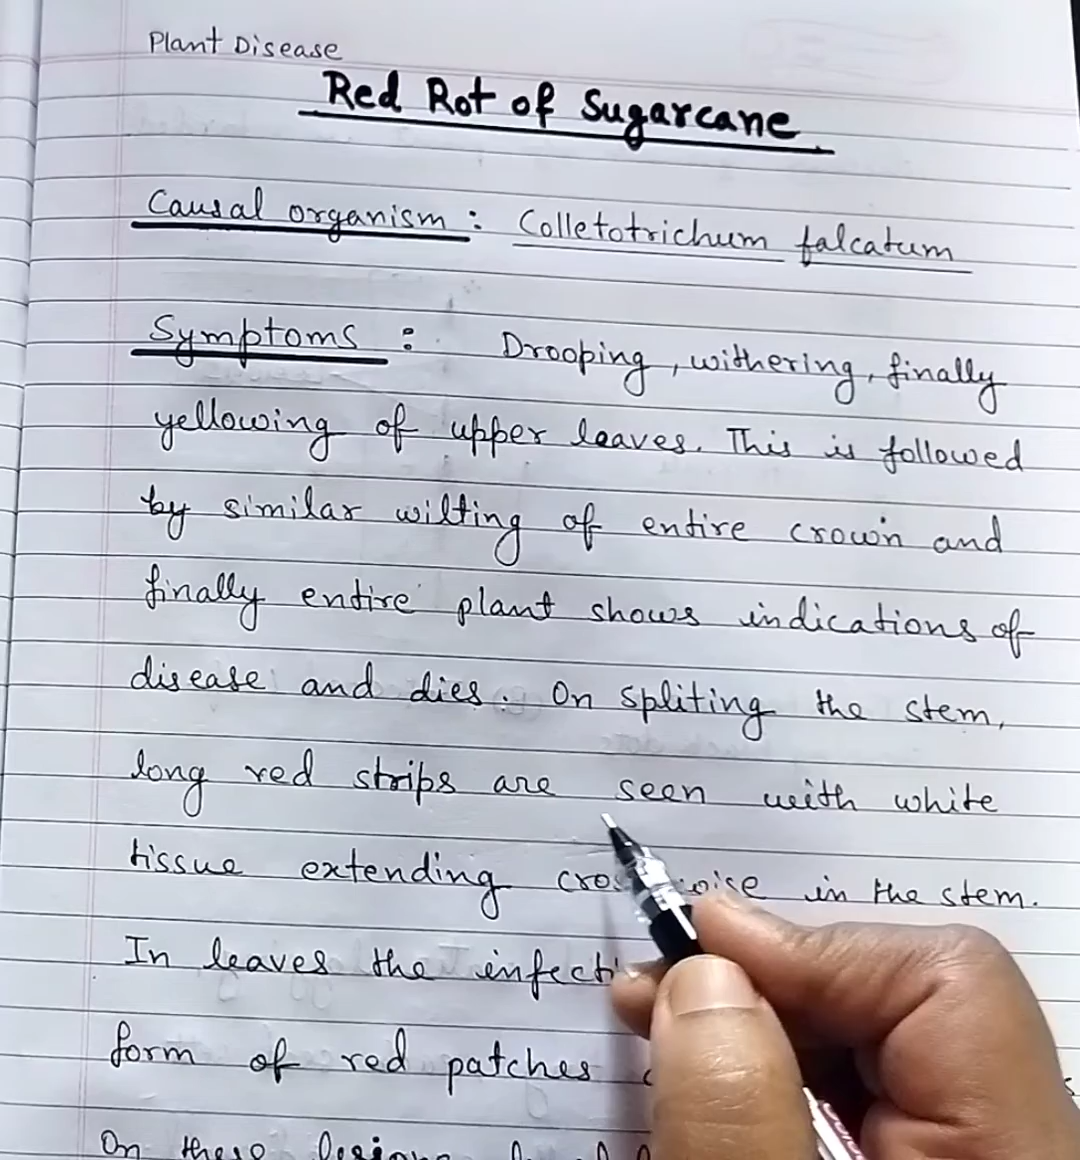 Plant Disease
Red Rot of Sugarcane
Causal organism : Colletotrichum falcatum
Symptoms : Drooping, withering, finally
yellowing of upper leaves. This is followed
by similar wilting of entire crown and
finally entire plant shows indications of
disease and dies. On spliting the stem,
long red strips are seen with white
tissue extending in the stem.
In leaves the
form of red patches
On these